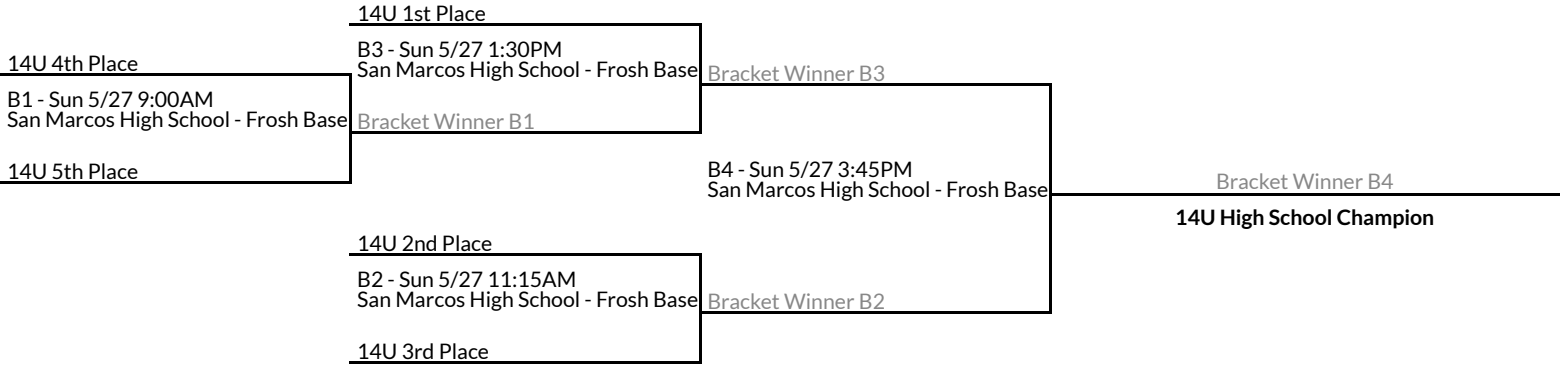 14U 1st Place
B3 - Sun 5/27 1:30PM
San Marcos High School - Frosh Base
14U 4th Place
Bracket Winner B3
B1 - Sun 5/27 9:00AM
San Marcos High School - Frosh Base
Bracket Winner B1
14U 5th Place
B4 - Sun 5/27 3:45PM
San Marcos High School - Frosh Base
Bracket Winner B4
14U High School Champion
14U 2nd Place
B2 - Sun 5/27 11:15AM
San Marcos High School - Frosh Base
Bracket Winner B2
14U 3rd Place